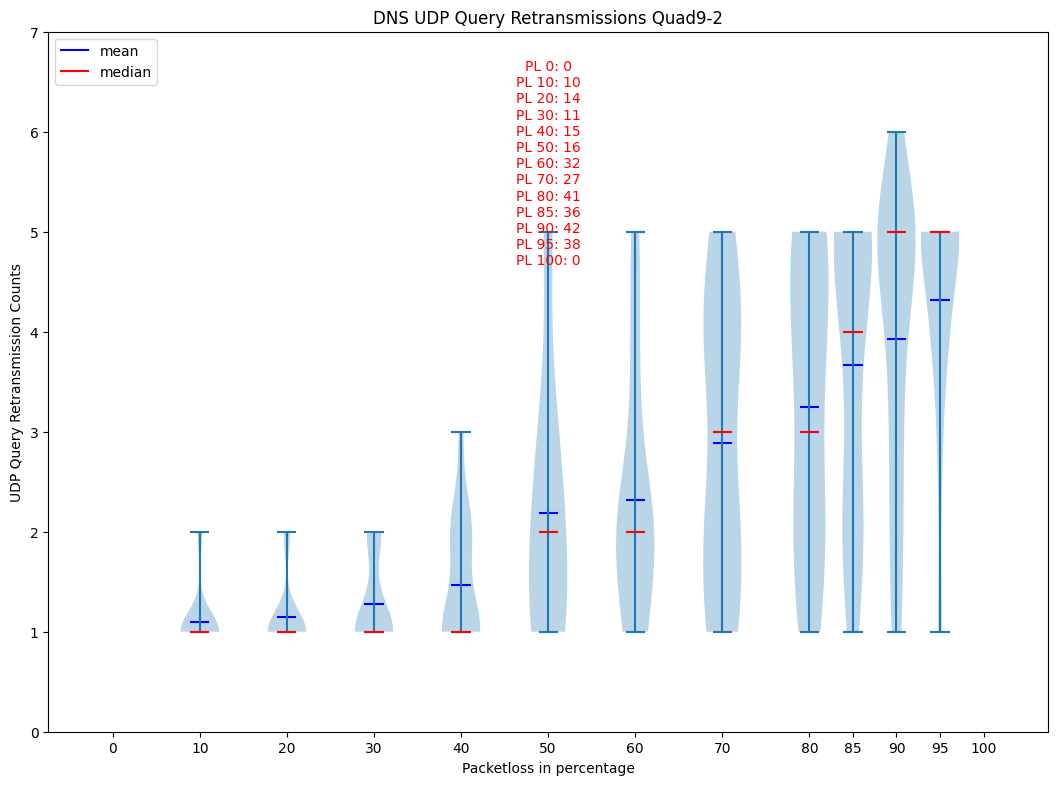 DNS UDP Query Retransmissions Quad9-2
mean
median
PL 0: 0
PL 10: 10
PL 20: 14
PL 30: 11
PL 40: 15
PL 50: 16
PL 60: 32
PL 70: 27
PL 80: 41
PL 85: 36
PL 90: 42
PL 95: 38
PL 100: 0
UDP Query Retransmission Counts
7
6
5
4
3
2
1
0
0 10 20 30 40 50 60 70 80 85 90 95 100
Packetloss in percentage